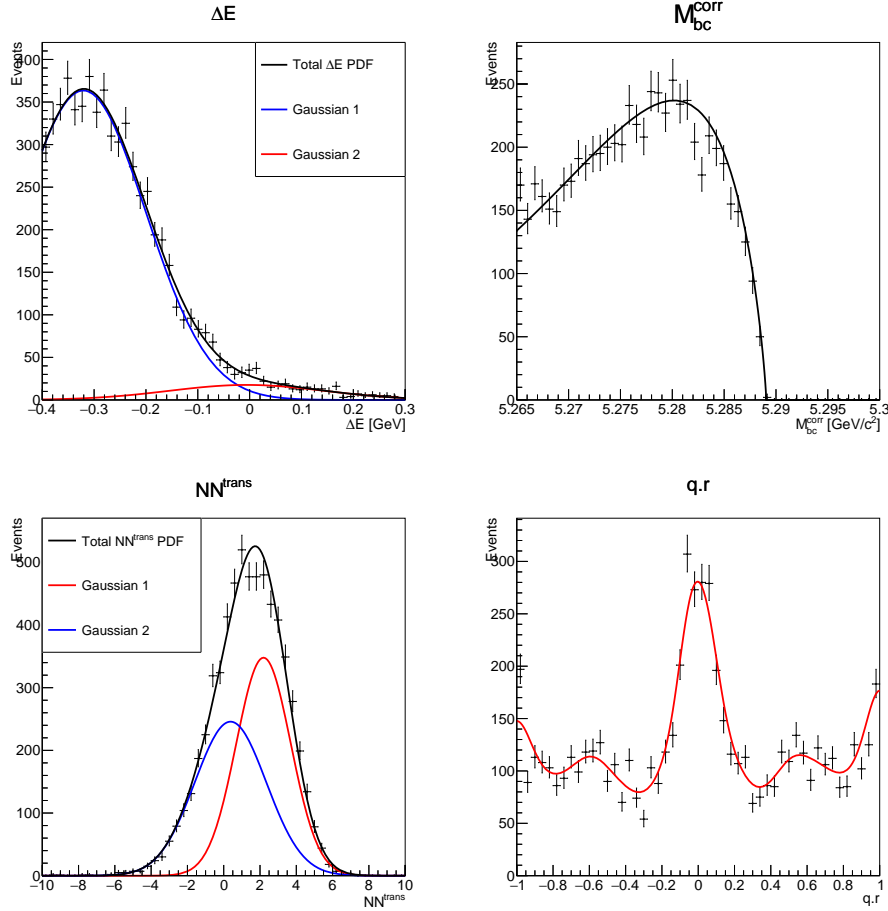 ΔE
Events
400
350
300
250
200
150
100
50
0
Total ΔE PDF
Gaussian 1
Gaussian 2
−0.4 −0.3 −0.2 −0.1 0 0.1 0.2 0.3
ΔE [GeV]
M_bc^corr
Events
250
200
150
100
50
0
5.265 5.27 5.275 5.28 5.285 5.29 5.295 5.3
M_bc^corr [GeV/c²]
NN^trans
Events
500
400
300
200
100
0
Total NN^trans PDF
Gaussian 1
Gaussian 2
−10 −8 −6 −4 −2 0 2 4 6 8 10
NN^trans
q.r
Events
300
250
200
150
100
50
0
−1 −0.8 −0.6 −0.4 −0.2 0 0.2 0.4 0.6 0.8 1
q.r